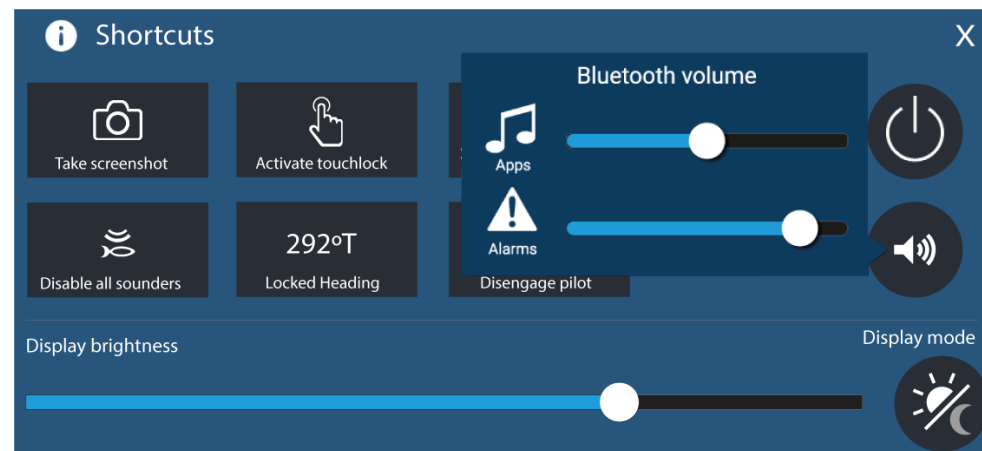 Shortcuts
X
Bluetooth volume
Apps
Alarms
Take screenshot
Activate touchlock
Disable all sounders
292ºT
Locked Heading
Disengage pilot
Display brightness
Display mode